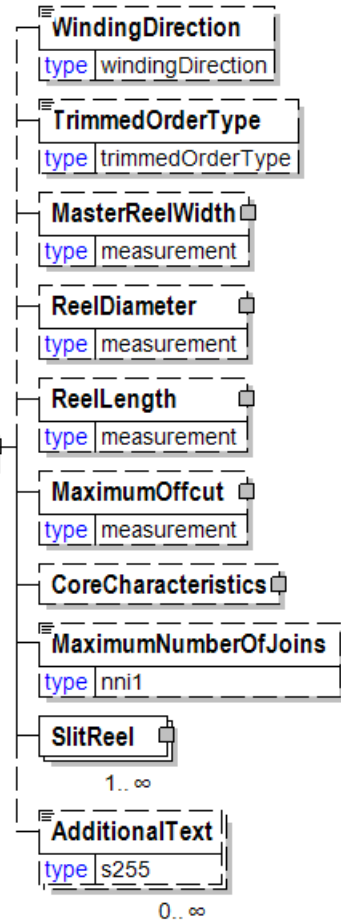 WindingDirection
type windingDirection
TrimmedOrderType
type trimmedOrderType
MasterReelWidth
type measurement
ReelDiameter
type measurement
ReelLength
type measurement
MaximumOffcut
type measurement
CoreCharacteristics
MaximumNumberOfJoins
type nni1
SlitReel
1.. ∞
AdditionalText
type s255
0.. ∞